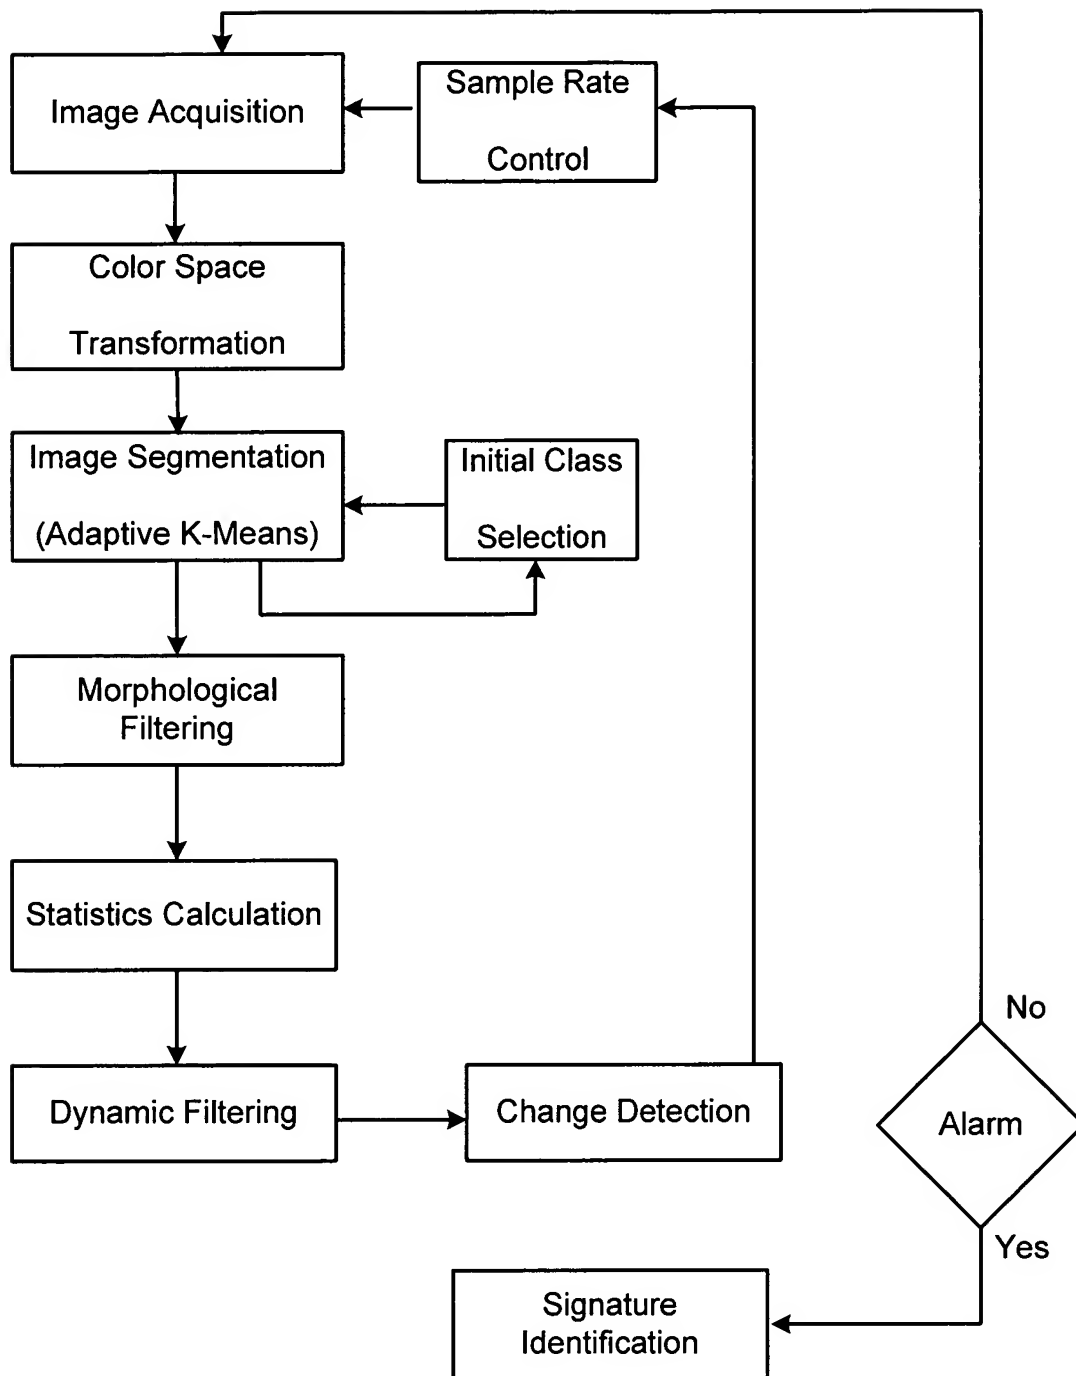 Image Acquisition
Sample Rate
Control
Color Space
Transformation
Image Segmentation
(Adaptive K-Means)
Initial Class
Selection
Morphological
Filtering
Statistics Calculation
Dynamic Filtering
Change Detection
No
Alarm
Yes
Signature
Identification